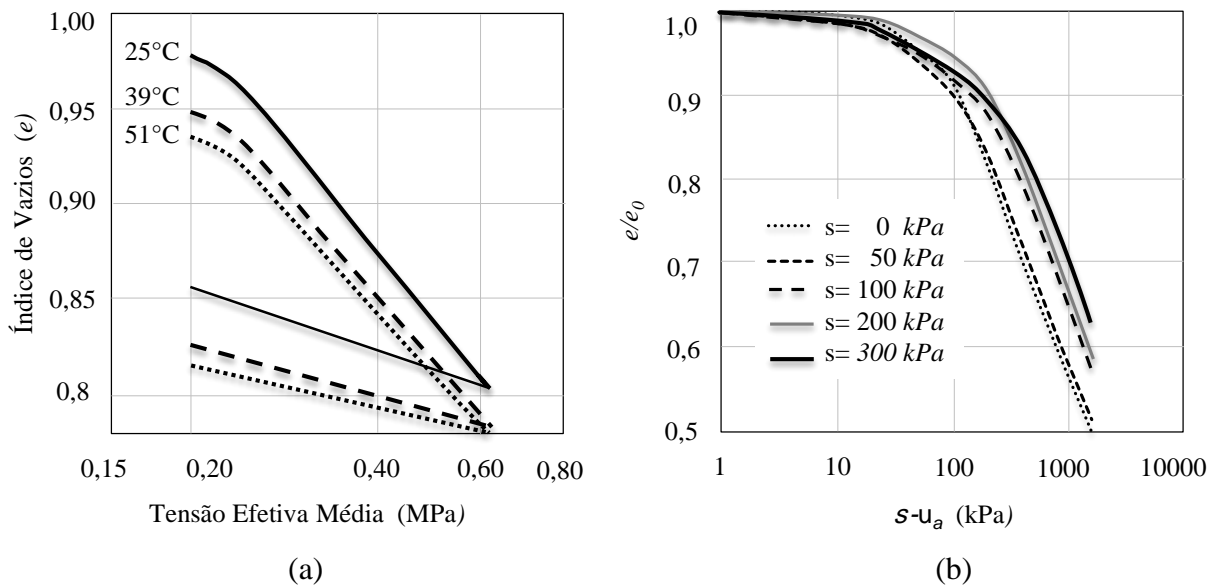 1,00
25°C
39°C
0,95
51°C
0,90
0,85
0,8
Índice de Vazios (e)
0,15
0,20
0,40
0,60
0,80
Tensão Efetiva Média (MPa)
(a)
1,0
0,9
0,8
0,7
0,6
0,5
e/e0
s= 0 kPa
s= 50 kPa
s= 100 kPa
s= 200 kPa
s= 300 kPa
1
10
100
1000
10000
s-ua (kPa)
(b)